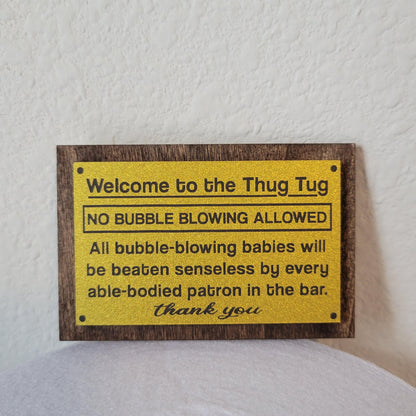 Welcome to the Thug Tug
NO BUBBLE BLOWING ALLOWED
All bubble-blowing babies will
be beaten senseless by every
able-bodied patron in the bar.
thank you